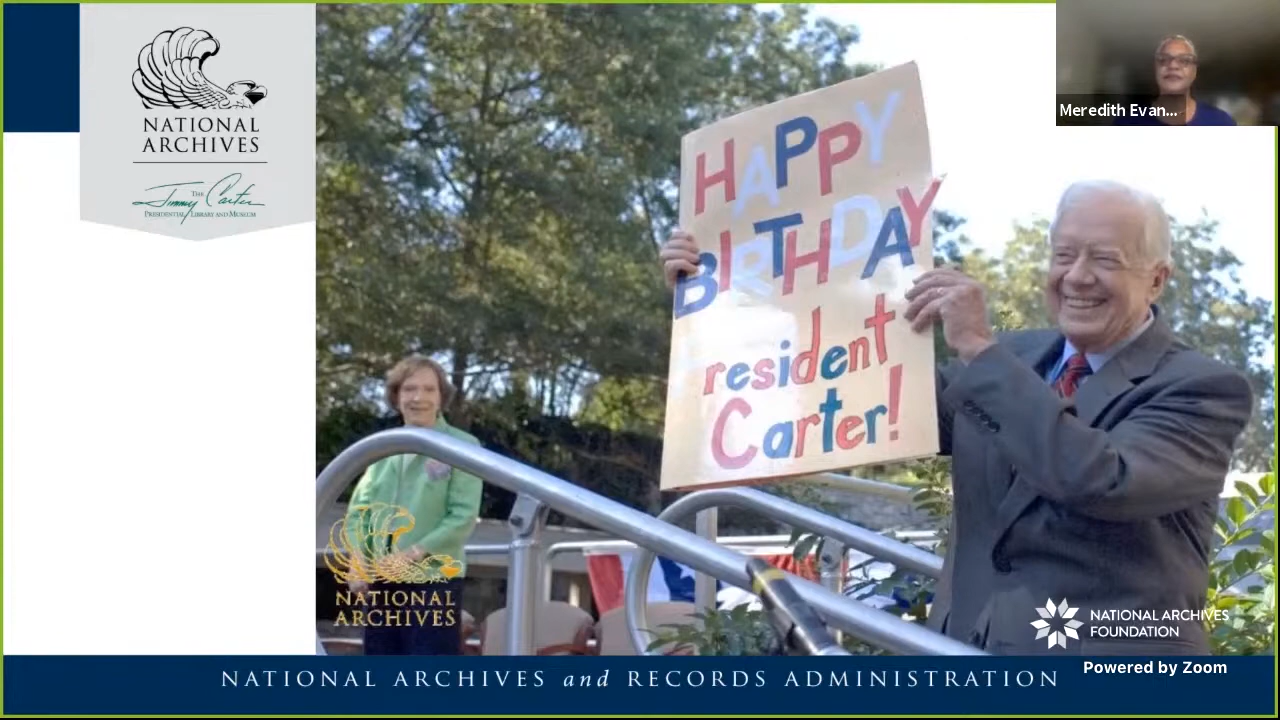 NATIONAL
ARCHIVES
THE
Jimmy Carter
PRESIDENTIAL LIBRARY AND MUSEUM
HAPPY
BIRTHDAY
resident
Carter!
Meredith Evan...
NATIONAL
ARCHIVES
NATIONAL ARCHIVES
FOUNDATION
Powered by Zoom
NATIONAL ARCHIVES and RECORDS ADMINISTRATION